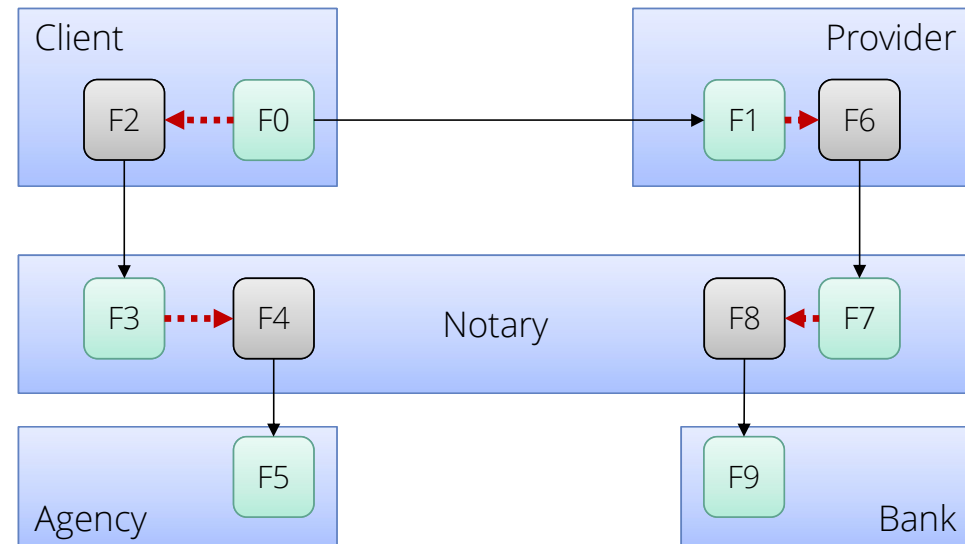 Client
Provider
F2
F0
F1
F6
F3
F4
Notary
F8
F7
F5
F9
Agency
Bank